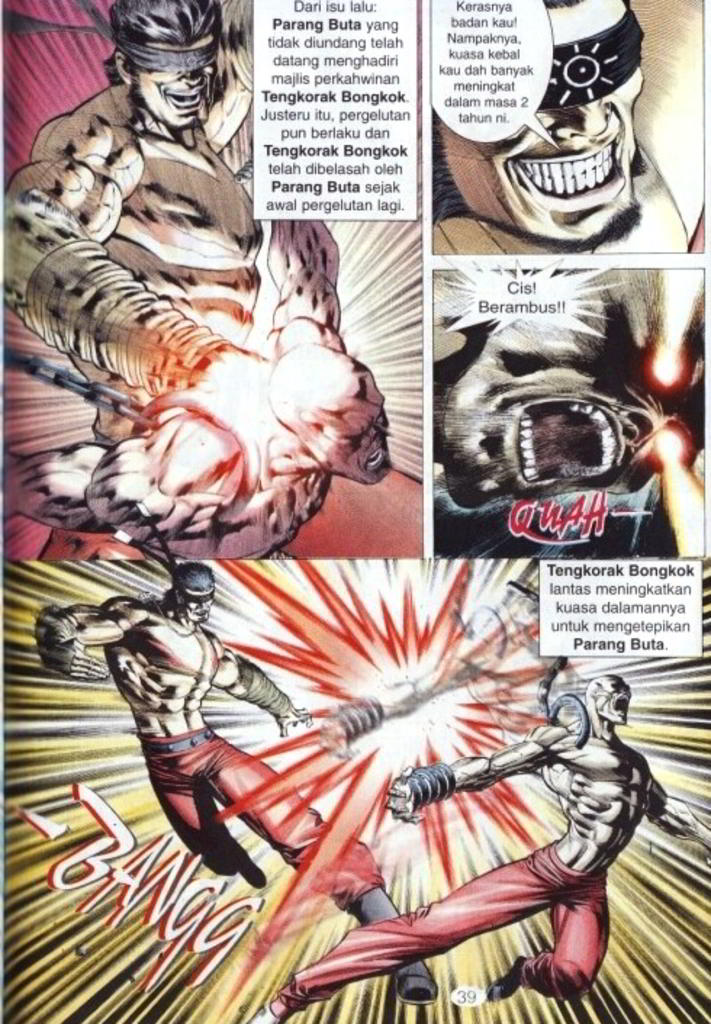 Dari isu lalu:
Parang Buta yang
tidak diundang telah
datang menghadiri
majlis perkahwinan
Tengkorak Bongkok.
Justeru itu, pergelutan
pun berlaku dan
Tengkorak Bongkok
telah dibelasah oleh
Parang Buta sejak
awal pergelutan lagi.
Kerasnya
badan kau!
Nampaknya,
kuasa kebal
kau dah banyak
meningkat
dalam masa 2
tahun ni.
Cis!
Berambus!!
QUAH—
Tengkorak Bongkok
lantas meningkatkan
kuasa dalamannya
untuk mengetepikan
Parang Buta.
-BANGG
39